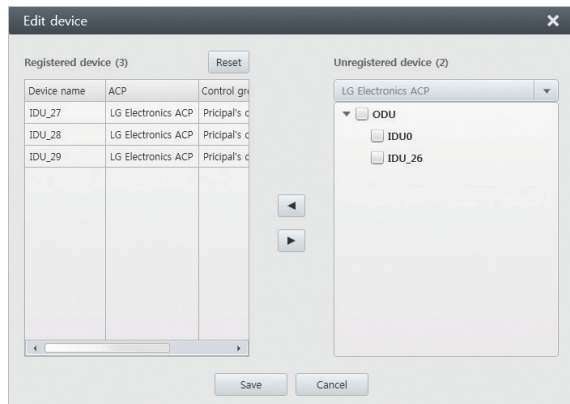 Edit device
Registered device (3)
Reset
Unregistered device (2)
Device name ACP Control gr
IDU_27 LG Electronics ACP Pricipal's c
IDU_28 LG Electronics ACP Pricipal's c
IDU_29 LG Electronics ACP Pricipal's c
LG Electronics ACP
ODU
IDU0
IDU_26
Save
Cancel